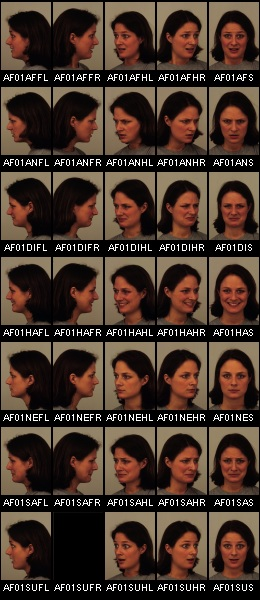 AF01AFFL AF01AFFR AF01AFHL AF01AFHR AF01AFS
AF01ANFL AF01ANFR AF01ANHL AF01ANHR AF01ANS
AF01DIFL AF01DIFR AF01DIHL AF01DIHR AF01DIS
AF01HAFL AF01HAFR AF01HAHL AF01HAHR AF01HAS
AF01NEFL AF01NEFR AF01NEHL AF01NEHR AF01NES
AF01SAFL AF01SAFR AF01SAHL AF01SAHR AF01SAS
AF01SUFL AF01SUFR AF01SUHL AF01SUHR AF01SUS